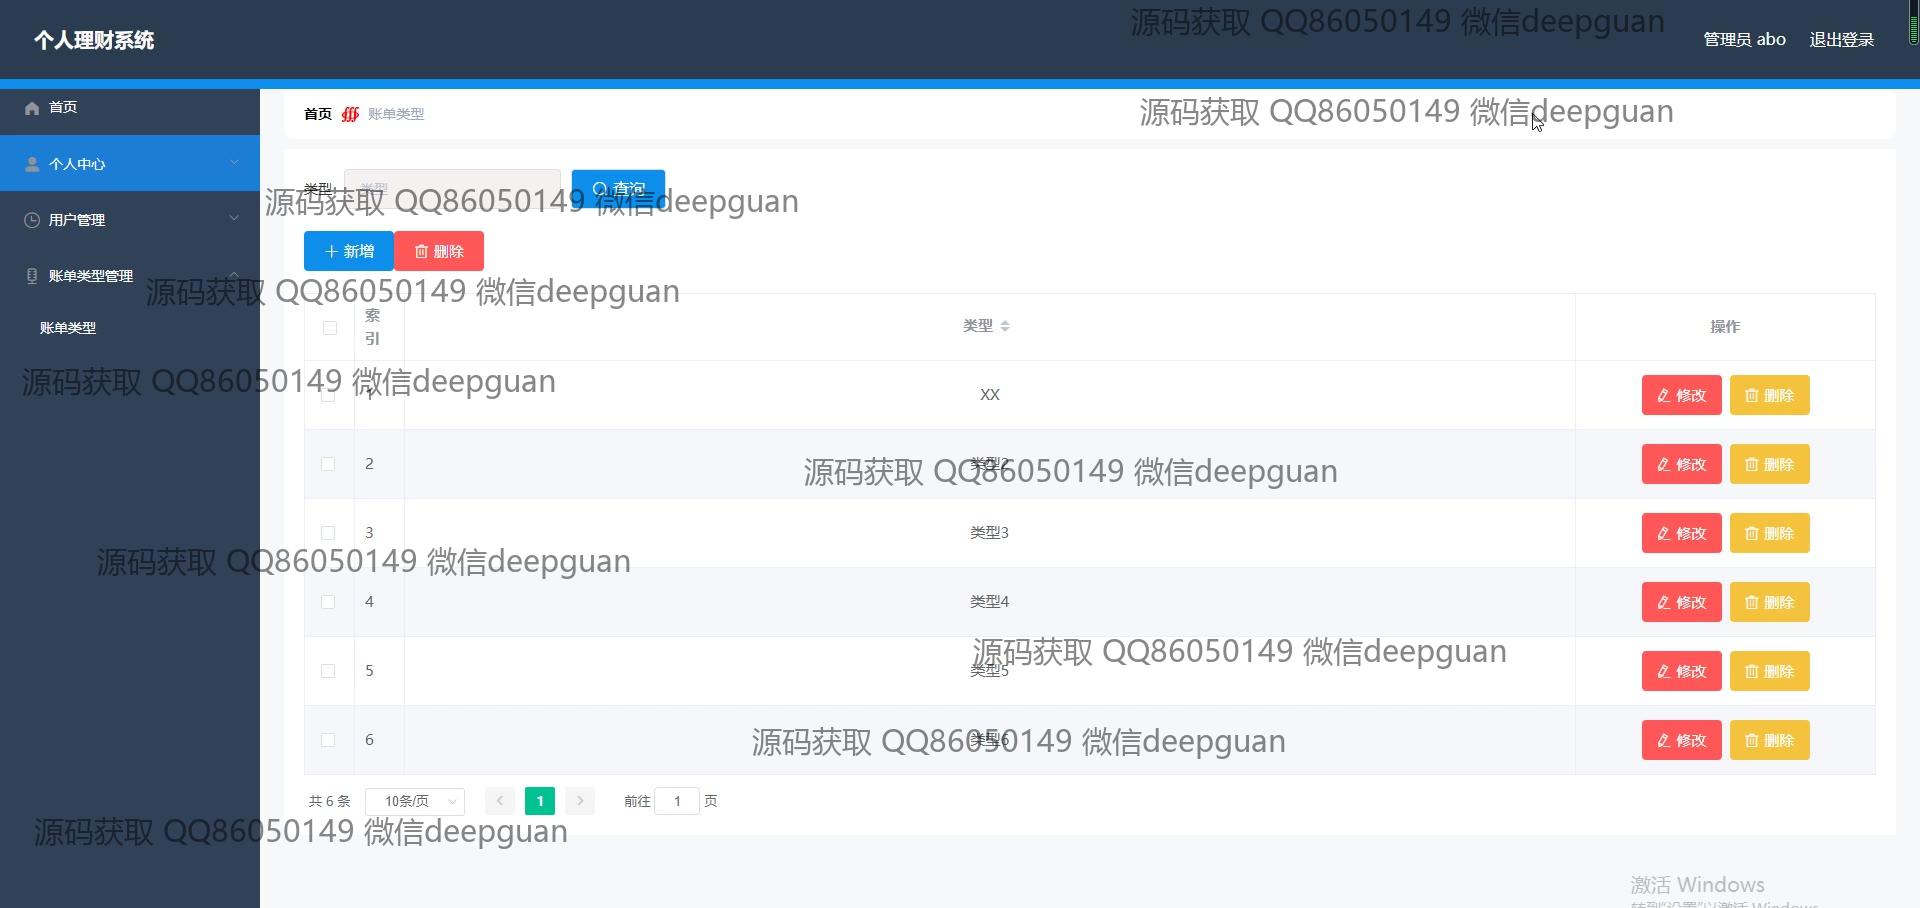 源码获取 QQ86050149 微信deepguan
个人理财系统
管理员 abo 退出登录
首页
首页 账单类型
源码获取 QQ86050149 微信deepguan
个人中心
类型 类型 查询
源码获取 QQ86050149 微信deepguan
用户管理
新增 删除
账单类型管理
源码获取 QQ86050149 微信deepguan
索引 类型 操作
账单类型
源码获取 QQ86050149 微信deepguan
1 XX 修改 删除
2 类型2 修改 删除
源码获取 QQ86050149 微信deepguan
3 类型3 修改 删除
源码获取 QQ86050149 微信deepguan
4 类型4 修改 删除
源码获取 QQ86050149 微信deepguan
5 类型5 修改 删除
6 类型6 修改 删除
源码获取 QQ86050149 微信deepguan
共 6 条 10条/页 1 前往 1 页
源码获取 QQ86050149 微信deepguan
激活 Windows